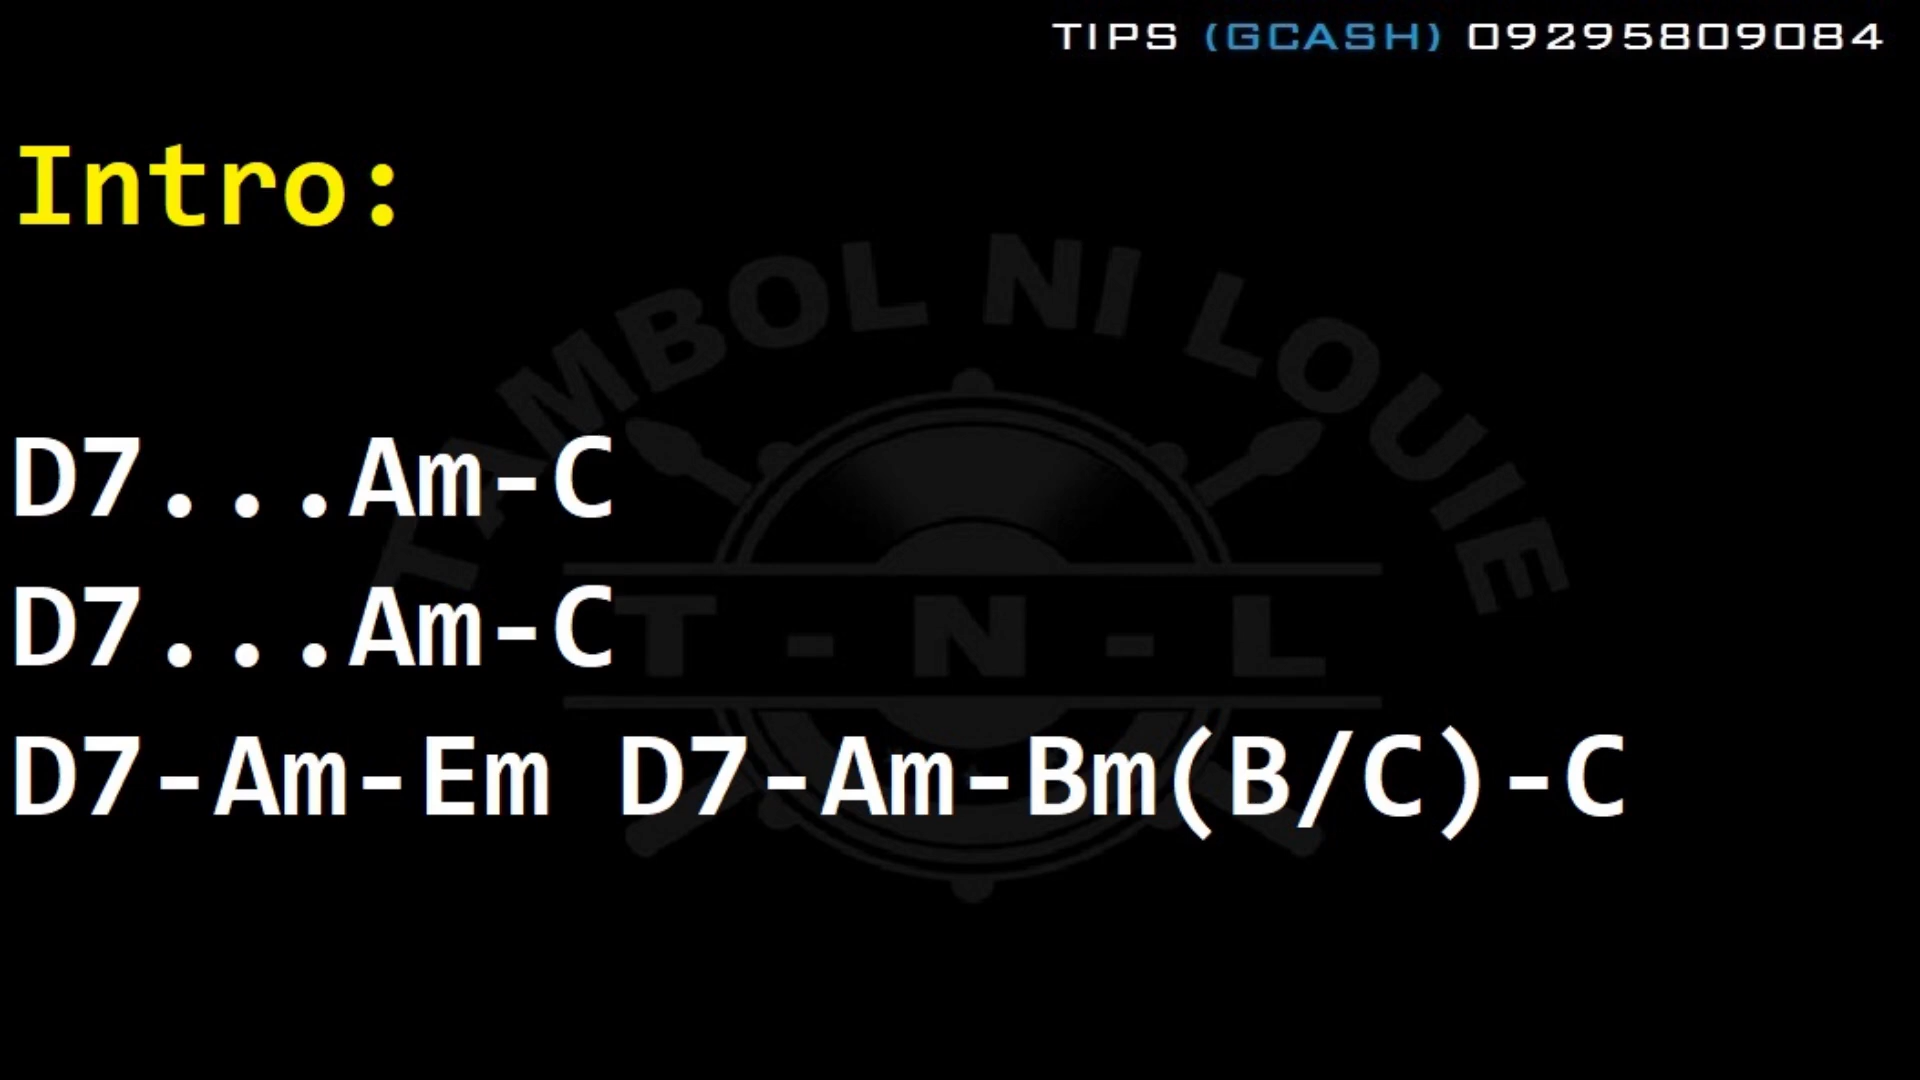 TIPS (GCASH) 09295809084
Intro:
TAMBOL NI LOUIE
D7...Am-C
D7...Am-C
T - N - L
D7-Am-Em D7-Am-Bm(B/C)-C